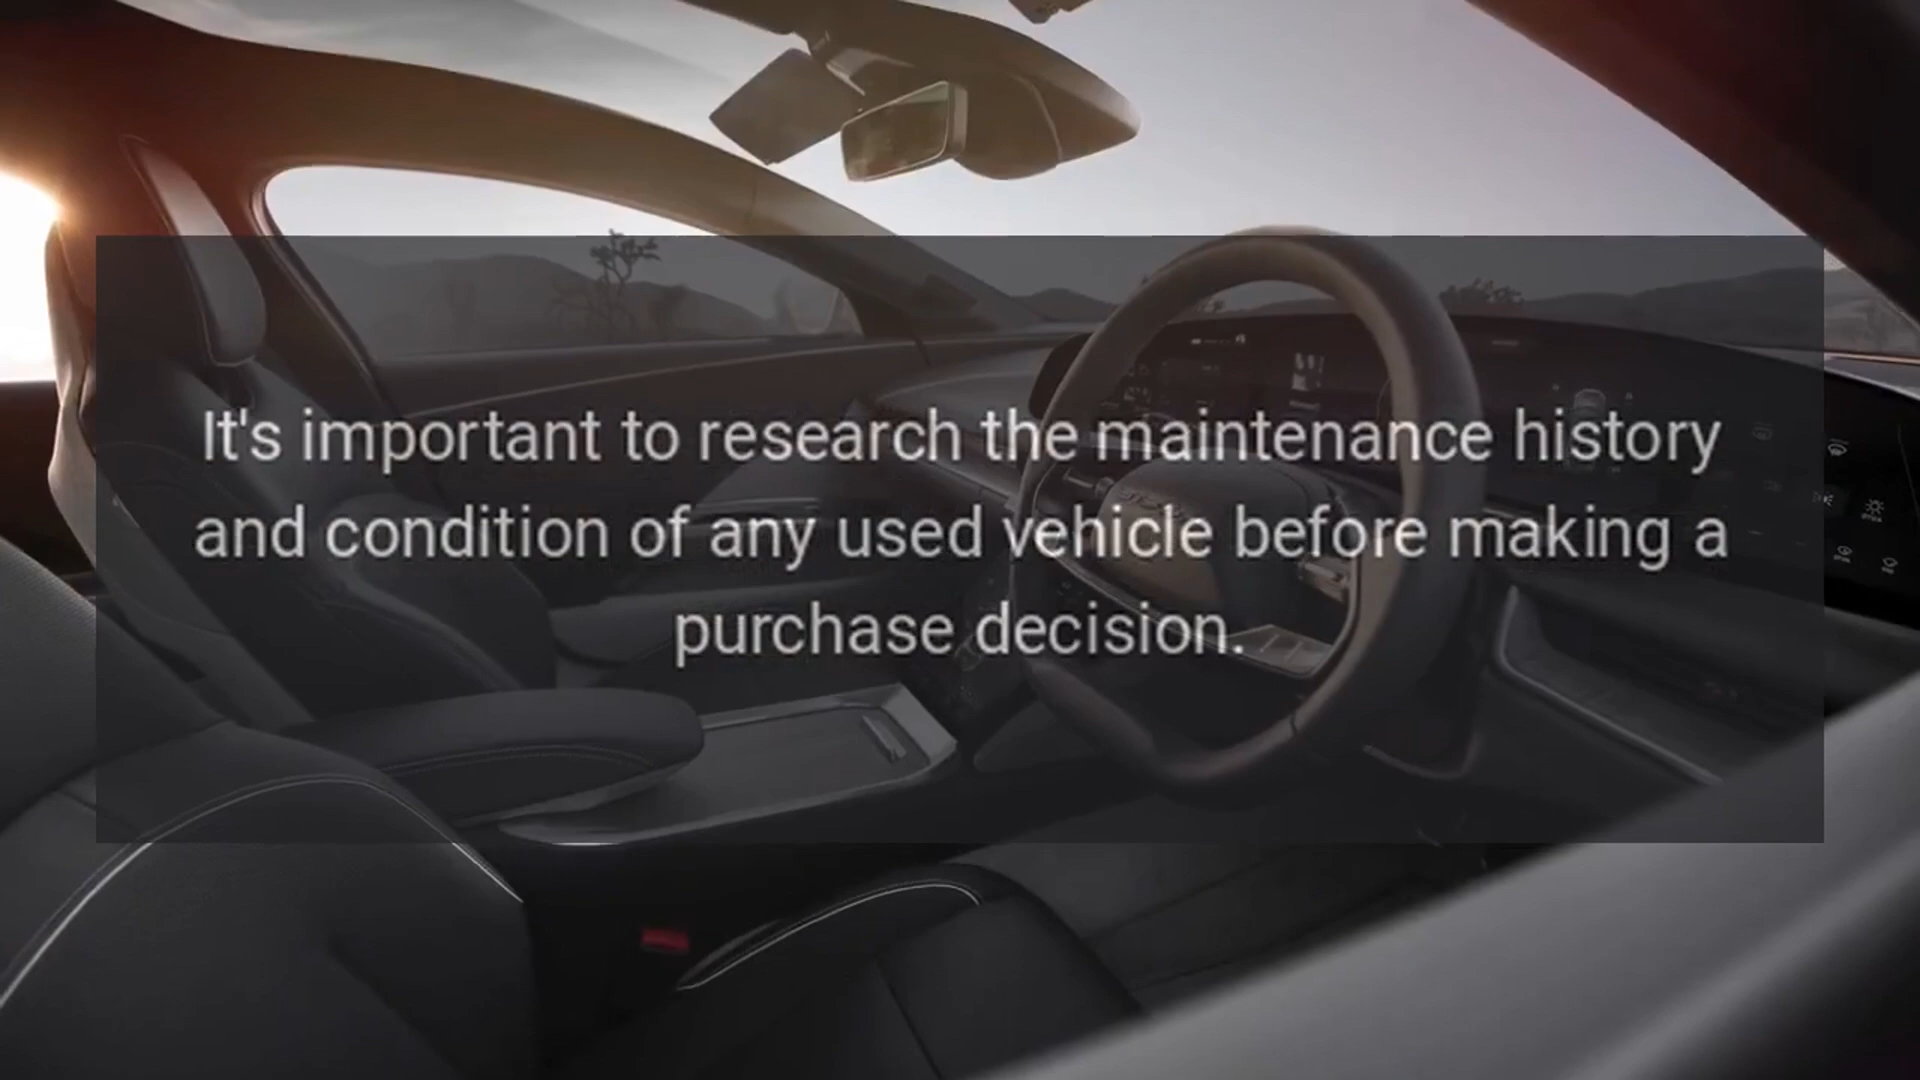 It's important to research the maintenance history
and condition of any used vehicle before making a
purchase decision.